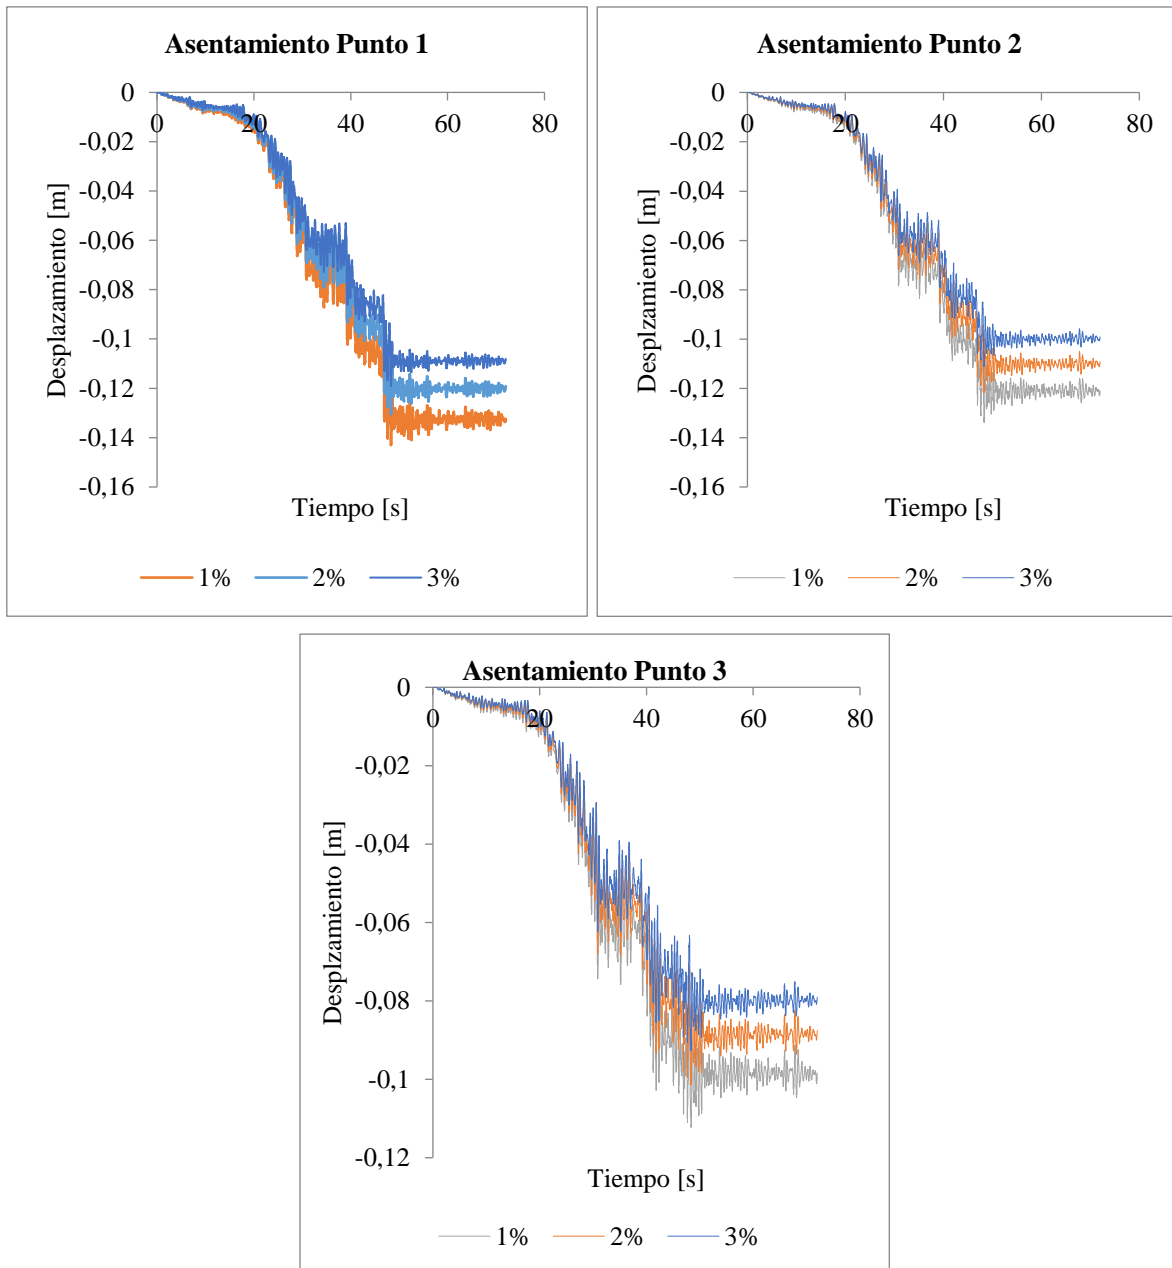 Asentamiento Punto 1
0
-0,02
-0,04
-0,06
-0,08
-0,1
-0,12
-0,14
-0,16
0 20 40 60 80
Desplazamiento [m]
Tiempo [s]
1% 2% 3%
Asentamiento Punto 2
0
-0,02
-0,04
-0,06
-0,08
-0,1
-0,12
-0,14
-0,16
0 20 40 60 80
Desplzamiento [m]
Tiempo [s]
1% 2% 3%
Asentamiento Punto 3
0
-0,02
-0,04
-0,06
-0,08
-0,1
-0,12
0 20 40 60 80
Desplzamiento [m]
Tiempo [s]
1% 2% 3%